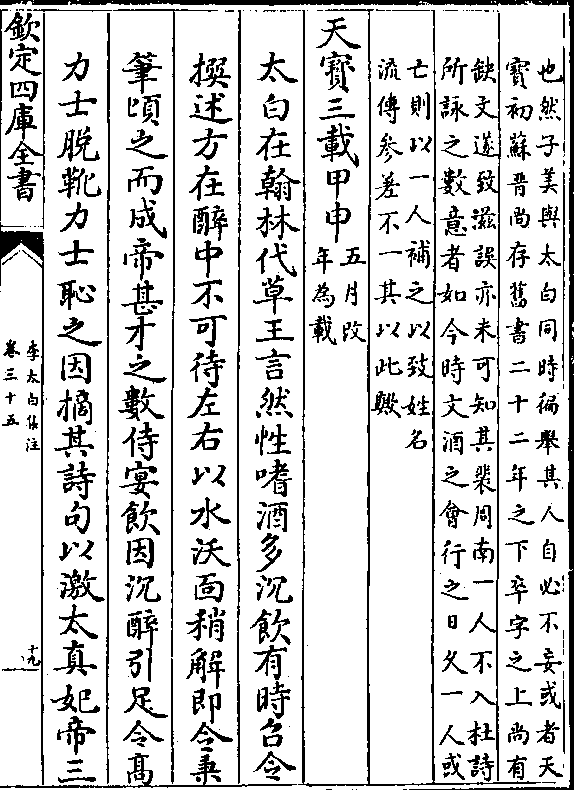 也然子美與太白同時徧舉其人自必不妄或者天
寶初蘇晋尚存舊書二十二年之下卒字之上尚有
缺文遂致滋誤亦未可知其裴周南一人不入杜詩
所詠之數意者如今時文酒之會行之日久一人或
亡則以一人補之以致姓名
流傳參差不一其以此歟
天寳三載甲申
五月改
年為載
太白在翰林代草王言然性嗜酒多沉飲有時召令
撰述方在醉中不可待左右以水沃面稍解即令秉
筆頃之而成帝甚才之數侍宴飲因沉醉引足令髙
力士脱靴力士恥之因摘其詩句以激太真妃帝三
欽定四庫全書
李太白集注
卷三十五
十九